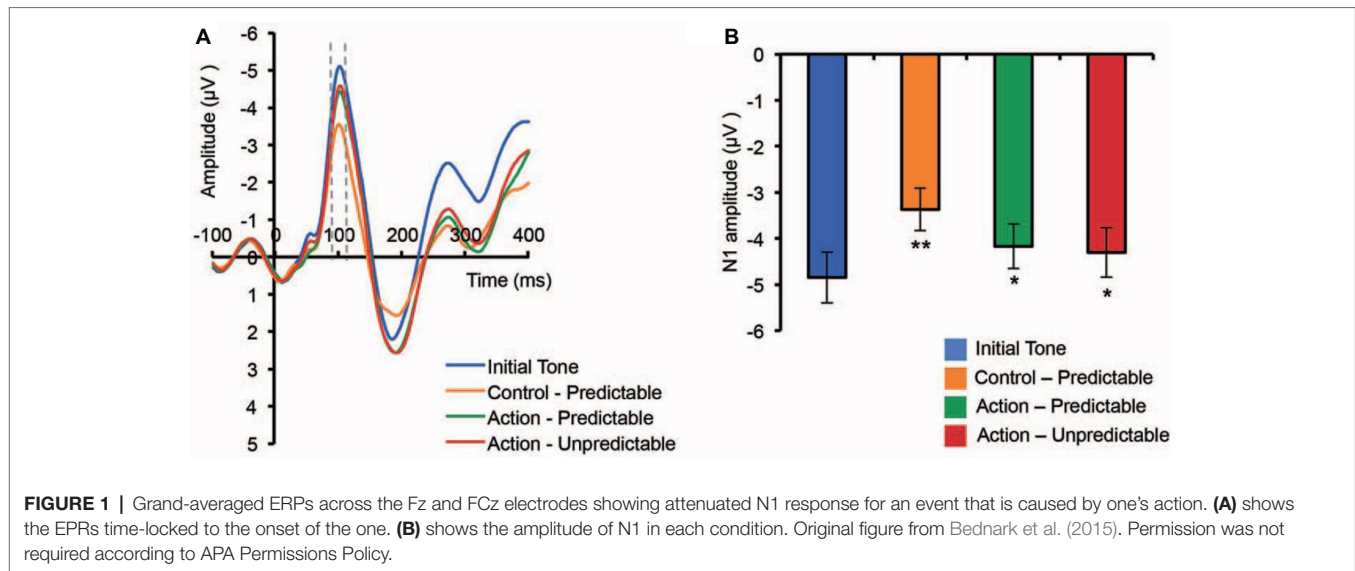 A
-6
-5
-4
-3
-2
-1
0
1
2
3
4
5
Amplitude (µV )
-100 0 100 200 300 400
Time (ms)
Initial Tone
Control - Predictable
Action - Predictable
Action - Unpredictable
B
0
-1
-2
-3
-4
-5
-6
N1 amplitude (µV )
**
*
*
Initial Tone
Control – Predictable
Action – Predictable
Action – Unpredictable
FIGURE 1 | Grand-averaged ERPs across the Fz and FCz electrodes showing attenuated N1 response for an event that is caused by one's action. (A) shows
the EPRs time-locked to the onset of the one. (B) shows the amplitude of N1 in each condition. Original figure from Bednark et al. (2015). Permission was not
required according to APA Permissions Policy.